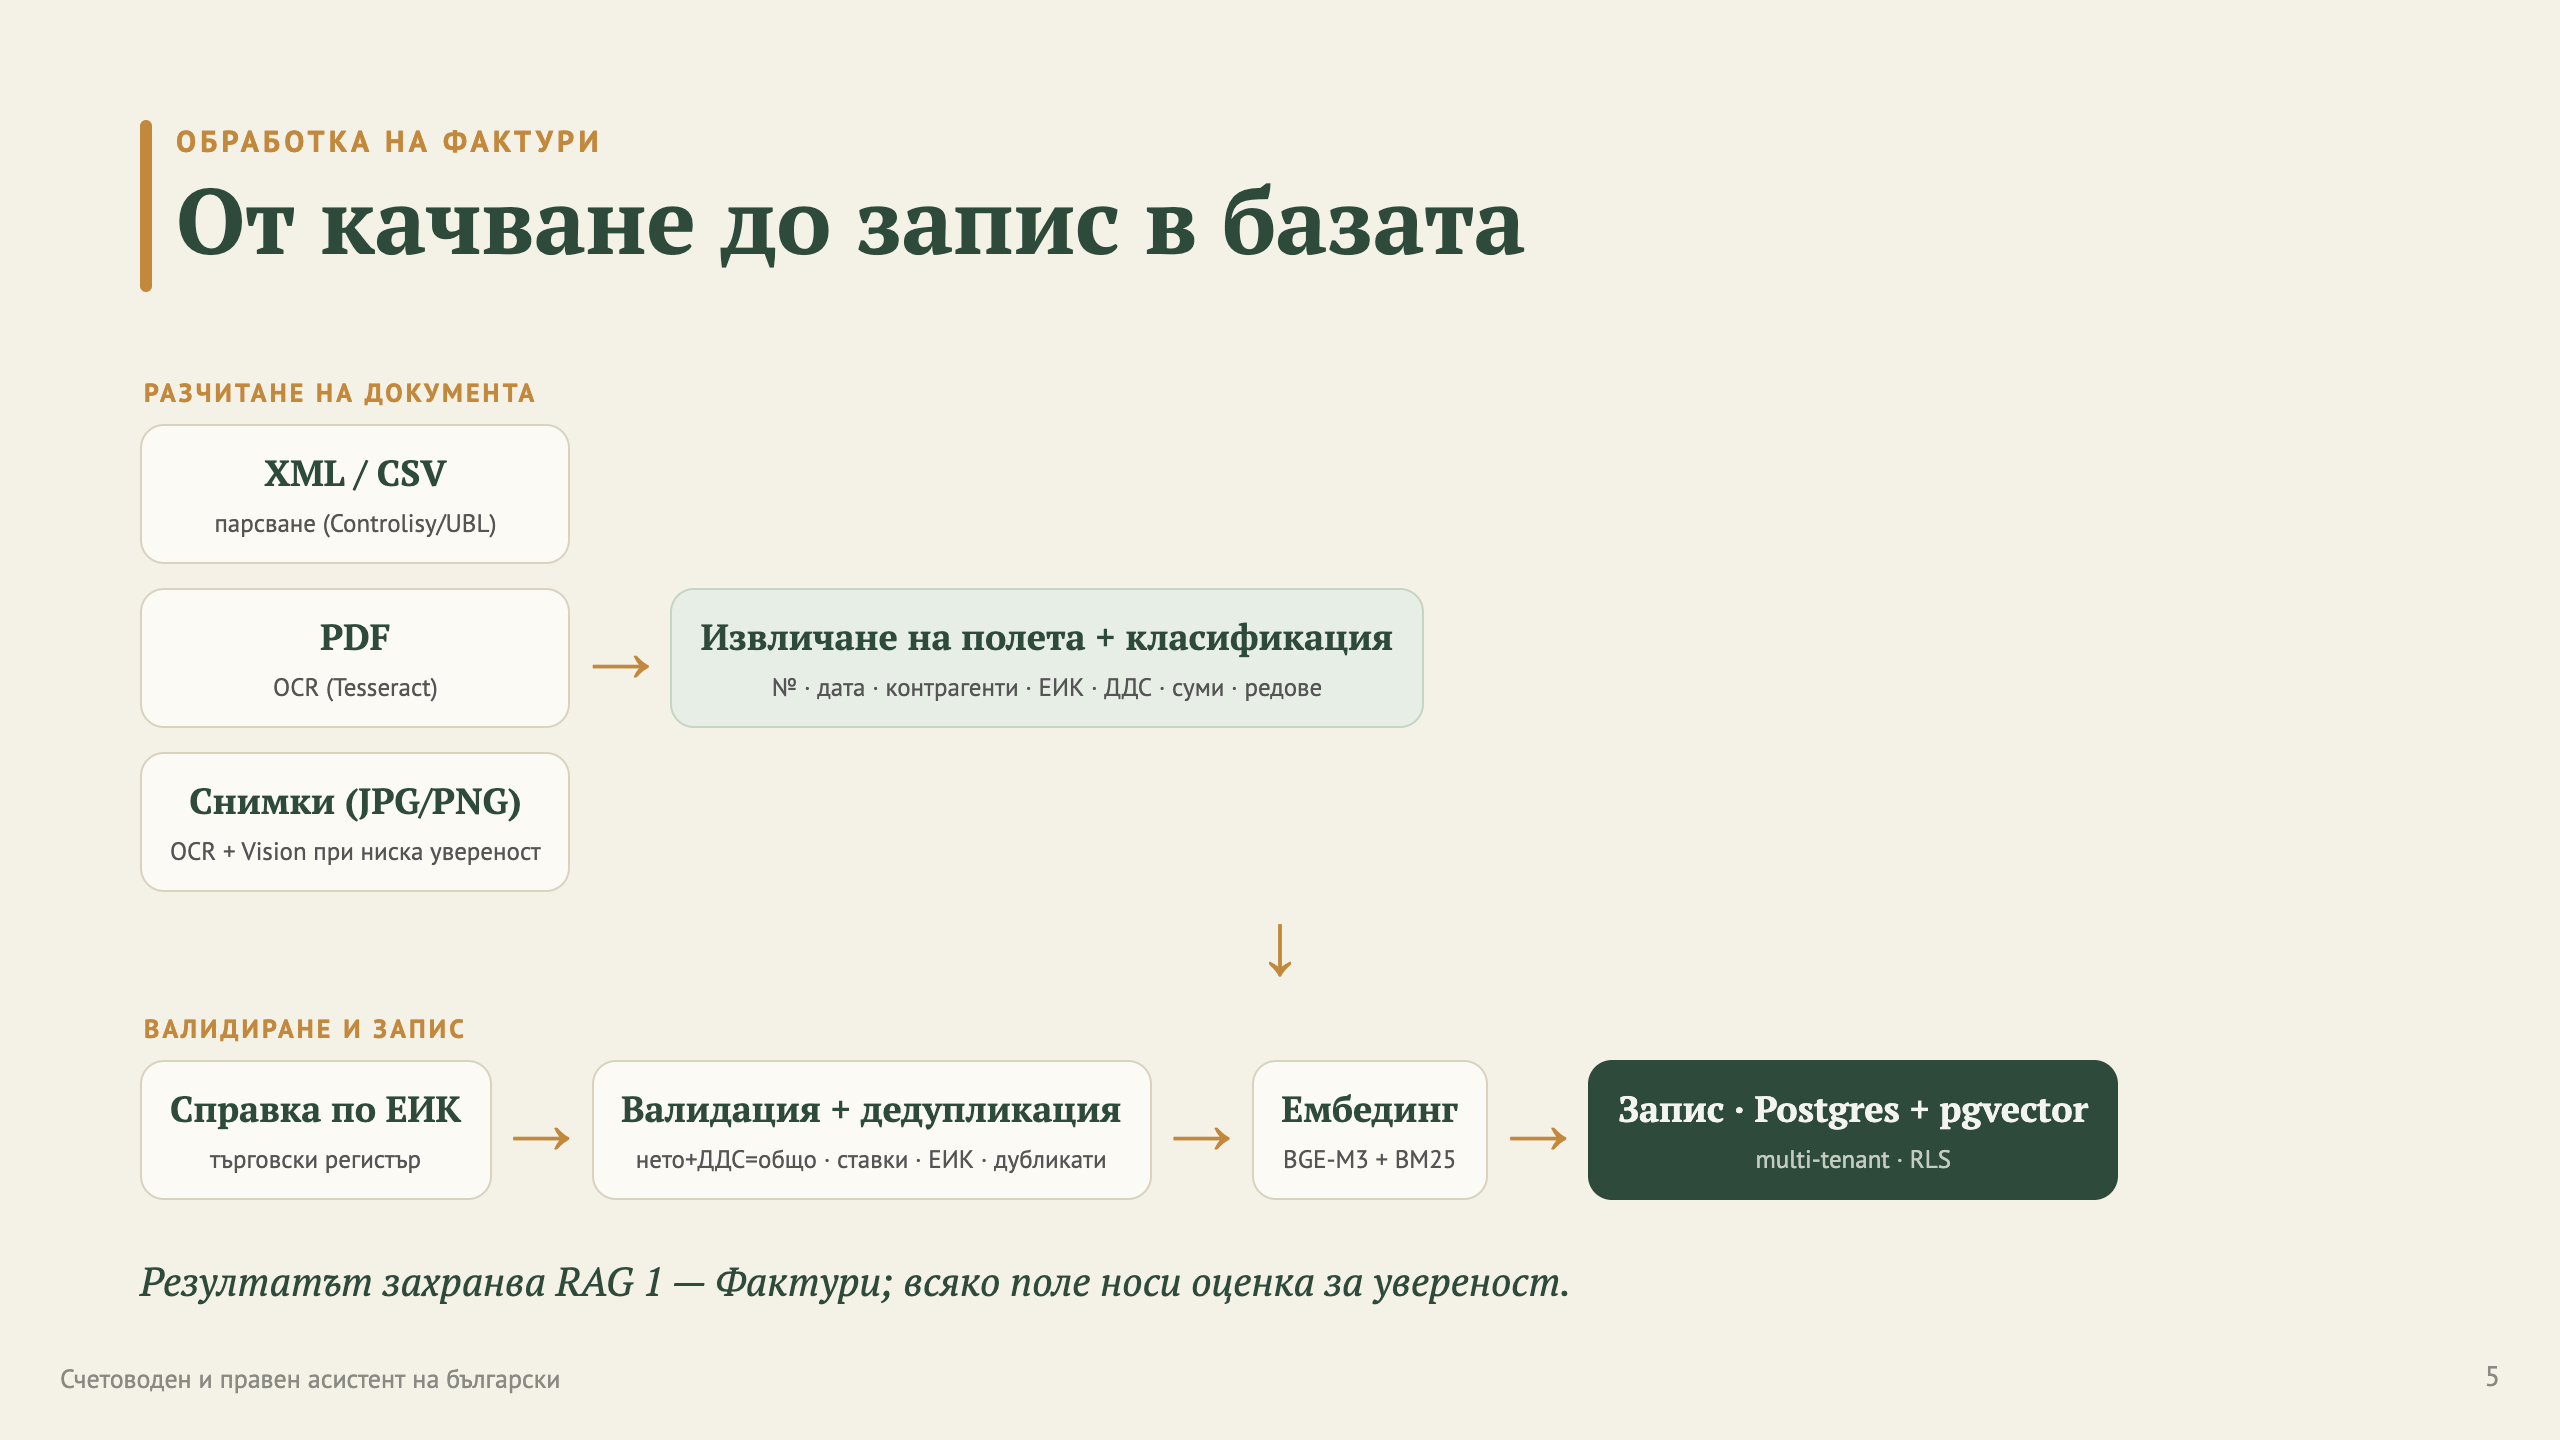 ОБРАБОТКА НА ФАКТУРИ
От качване до запис в базата
РАЗЧИТАНЕ НА ДОКУМЕНТА
XML / CSV
парсване (Controlisy/UBL)
PDF
OCR (Tesseract)
→
Извличане на полета + класификация
№ · дата · контрагенти · ЕИК · ДДС · суми · редове
Снимки (JPG/PNG)
OCR + Vision при ниска увереност
↓
ВАЛИДИРАНЕ И ЗАПИС
Справка по ЕИК
търговски регистър
→
Валидация + дедупликация
нето+ДДС=общо · ставки · ЕИК · дубликати
→
Ембединг
BGE-M3 + BM25
→
Запис · Postgres + pgvector
multi-tenant · RLS
Резултатът захранва RAG 1 — Фактури; всяко поле носи оценка за увереност.
Счетоводен и правен асистент на български
5